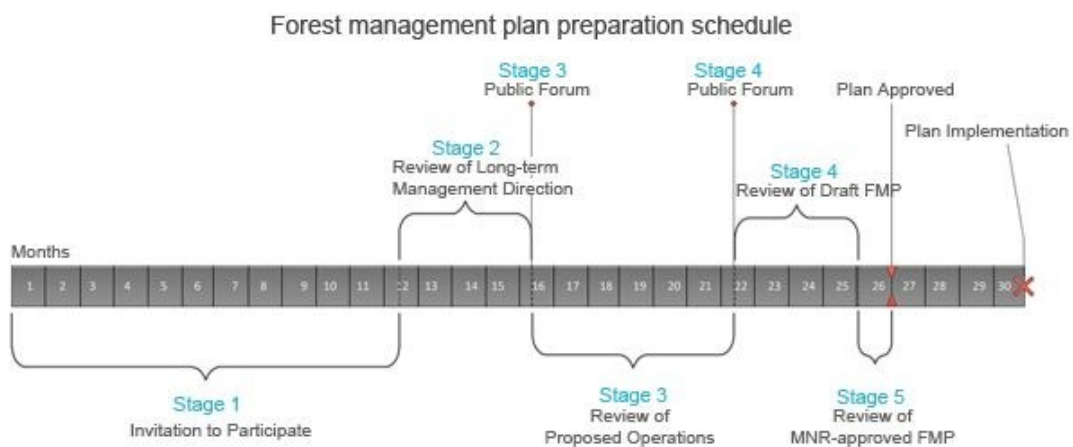 Forest management plan preparation schedule
Stage 3
Public Forum
Stage 4
Public Forum
Plan Approved
Plan Implementation
Stage 2
Review of Long-term
Management Direction
Stage 4
Review of Draft FMP
Months
1 2 3 4 5 6 7 8 9 10 11 12 13 14 15 16 17 18 19 20 21 22 23 24 25 26 27 28 29 30
Stage 1
Invitation to Participate
Stage 3
Review of
Proposed Operations
Stage 5
Review of
MNR-approved FMP